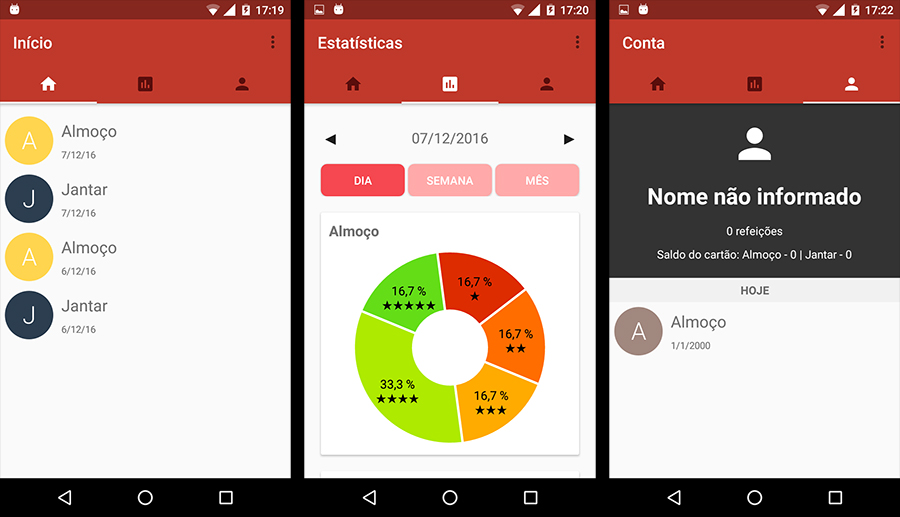 17:19
Início
A
Almoço
7/12/16
J
Jantar
7/12/16
A
Almoço
6/12/16
J
Jantar
6/12/16
17:20
Estatísticas
07/12/2016
DIA
SEMANA
MÊS
Almoço
16,7 %
★★★★★
16,7 %
★
16,7 %
★★
33,3 %
★★★★
16,7 %
★★★
17:22
Conta
Nome não informado
0 refeições
Saldo do cartão: Almoço - 0 | Jantar - 0
HOJE
A
Almoço
1/1/2000